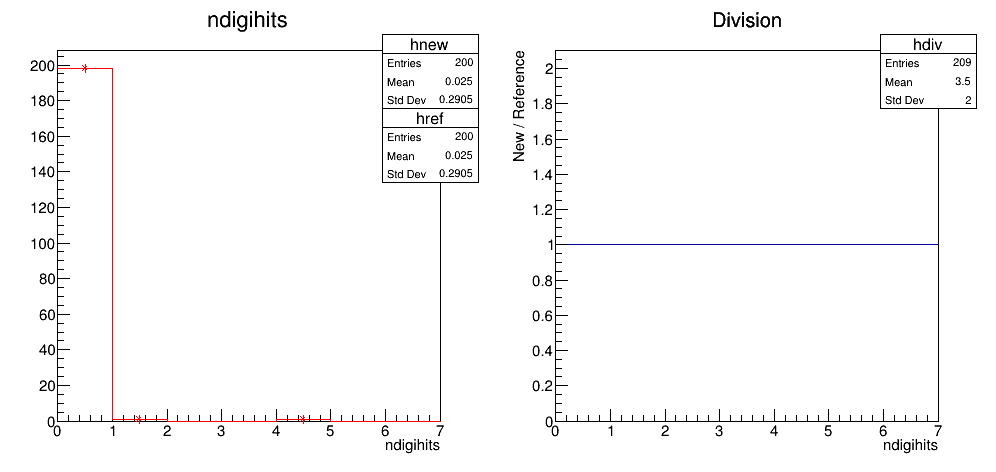 ndigihits
hnew
Entries 200
Mean 0.025
Std Dev 0.2905
href
Entries 200
Mean 0.025
Std Dev 0.2905
200
180
160
140
120
100
80
60
40
20
0
0 1 2 3 4 5 6 7
ndigihits
Division
hdiv
Entries 209
Mean 3.5
Std Dev 2
New / Reference
2
1.8
1.6
1.4
1.2
1
0.8
0.6
0.4
0.2
0
0 1 2 3 4 5 6 7
ndigihits